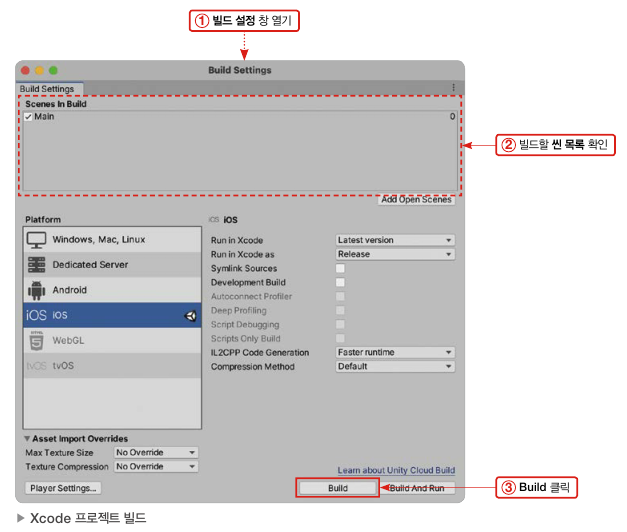 ① 빌드 설정 창 열기
Build Settings
Build Settings
Scenes In Build
Main 0
② 빌드할 씬 목록 확인
Add Open Scenes
Platform
Windows, Mac, Linux
Dedicated Server
Android
iOS iOS
HTML 5 WebGL
tvOS tvOS
iOS iOS
Run in Xcode Latest version
Run in Xcode as Release
Symlink Sources
Development Build
Autoconnect Profiler
Deep Profiling
Script Debugging
Scripts Only Build
IL2CPP Code Generation Faster runtime
Compression Method Default
Asset Import Overrides
Max Texture Size No Override
Texture Compression No Override
Learn about Unity Cloud Build
Player Settings...
Build
Build And Run
③ Build 클릭
▶ Xcode 프로젝트 빌드